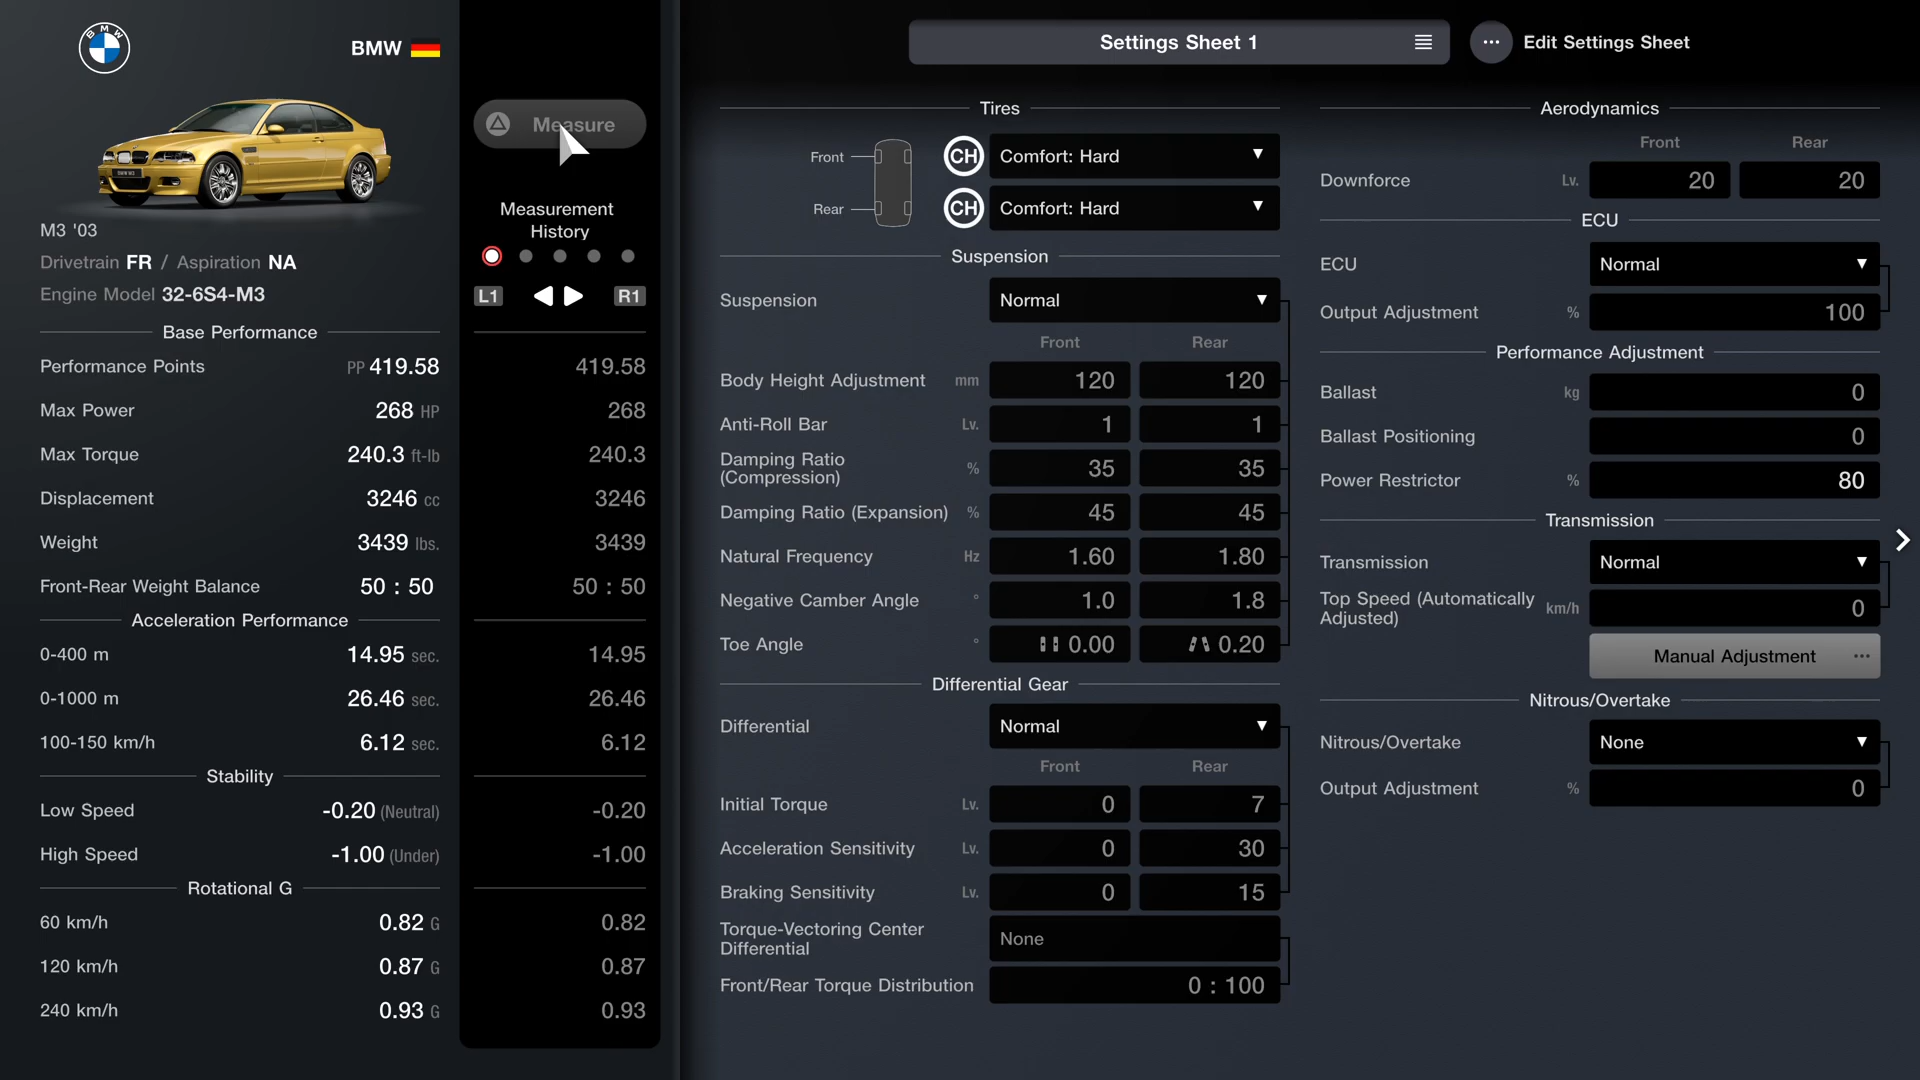 BMW
M3 '03
Drivetrain FR / Aspiration NA
Engine Model 32-6S4-M3
Base Performance
Performance Points PP 419.58
Max Power 268 HP
Max Torque 240.3 ft-lb
Displacement 3246 cc
Weight 3439 lbs.
Front-Rear Weight Balance 50 : 50
Acceleration Performance
0-400 m 14.95 sec.
0-1000 m 26.46 sec.
100-150 km/h 6.12 sec.
Stability
Low Speed -0.20 (Neutral)
High Speed -1.00 (Under)
Rotational G
60 km/h 0.82 G
120 km/h 0.87 G
240 km/h 0.93 G
Measure
Measurement
History
L1 R1
419.58
268
240.3
3246
3439
50 : 50
14.95
26.46
6.12
-0.20
-1.00
0.82
0.87
0.93
Settings Sheet 1
Edit Settings Sheet
Tires
Front CH Comfort: Hard
Rear CH Comfort: Hard
Suspension
Suspension Normal
Front Rear
Body Height Adjustment mm 120 120
Anti-Roll Bar Lv. 1 1
Damping Ratio
(Compression) % 35 35
Damping Ratio (Expansion) % 45 45
Natural Frequency Hz 1.60 1.80
Negative Camber Angle ° 1.0 1.8
Toe Angle ° 0.00 0.20
Differential Gear
Differential Normal
Front Rear
Initial Torque Lv. 0 7
Acceleration Sensitivity Lv. 0 30
Braking Sensitivity Lv. 0 15
Torque-Vectoring Center
Differential None
Front/Rear Torque Distribution 0 : 100
Aerodynamics
Front Rear
Downforce Lv. 20 20
ECU
ECU Normal
Output Adjustment % 100
Performance Adjustment
Ballast kg 0
Ballast Positioning 0
Power Restrictor % 80
Transmission
Transmission Normal
Top Speed (Automatically
Adjusted) km/h 0
Manual Adjustment
Nitrous/Overtake
Nitrous/Overtake None
Output Adjustment % 0